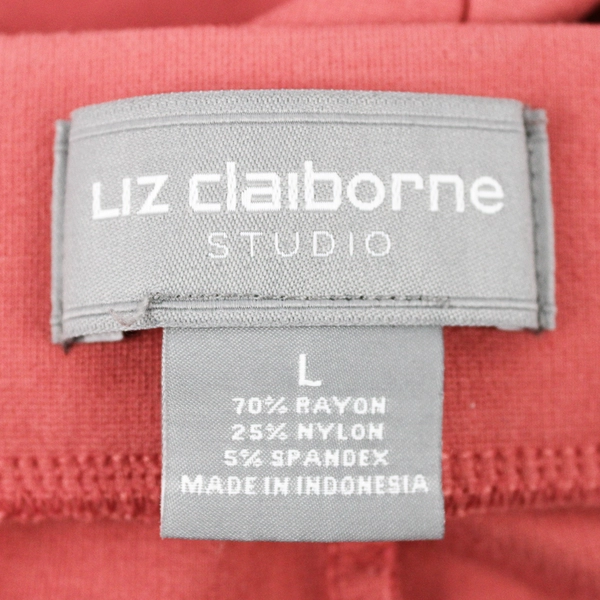 Liz claiborne
STUDIO
L
70% RAYON
25% NYLON
5% SPANDEX
MADE IN INDONESIA